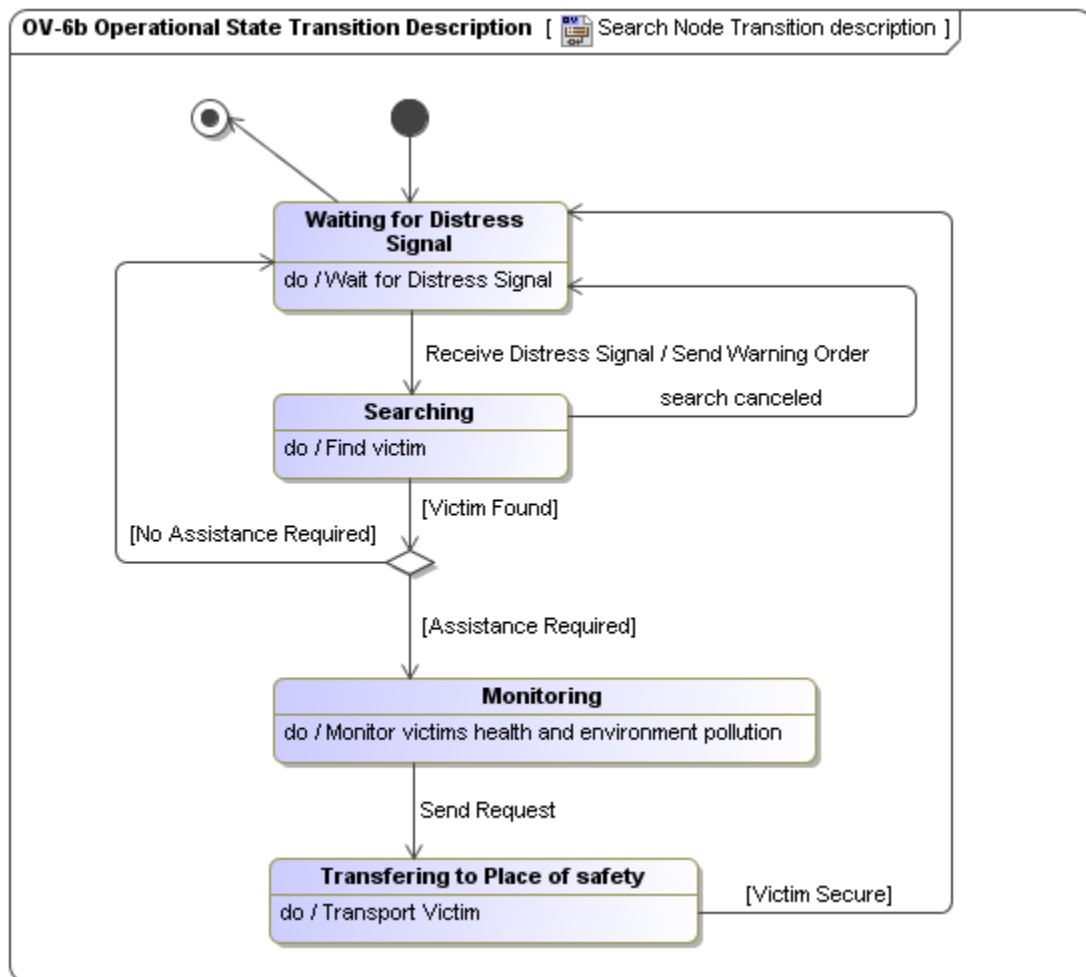 OV-6b Operational State Transition Description [ Search Node Transition description ]
Waiting for Distress
Signal
do / Wait for Distress Signal
Receive Distress Signal / Send Warning Order
search canceled
Searching
do / Find victim
[Victim Found]
[No Assistance Required]
[Assistance Required]
Monitoring
do / Monitor victims health and environment pollution
Send Request
Transfering to Place of safety
[Victim Secure]
do / Transport Victim